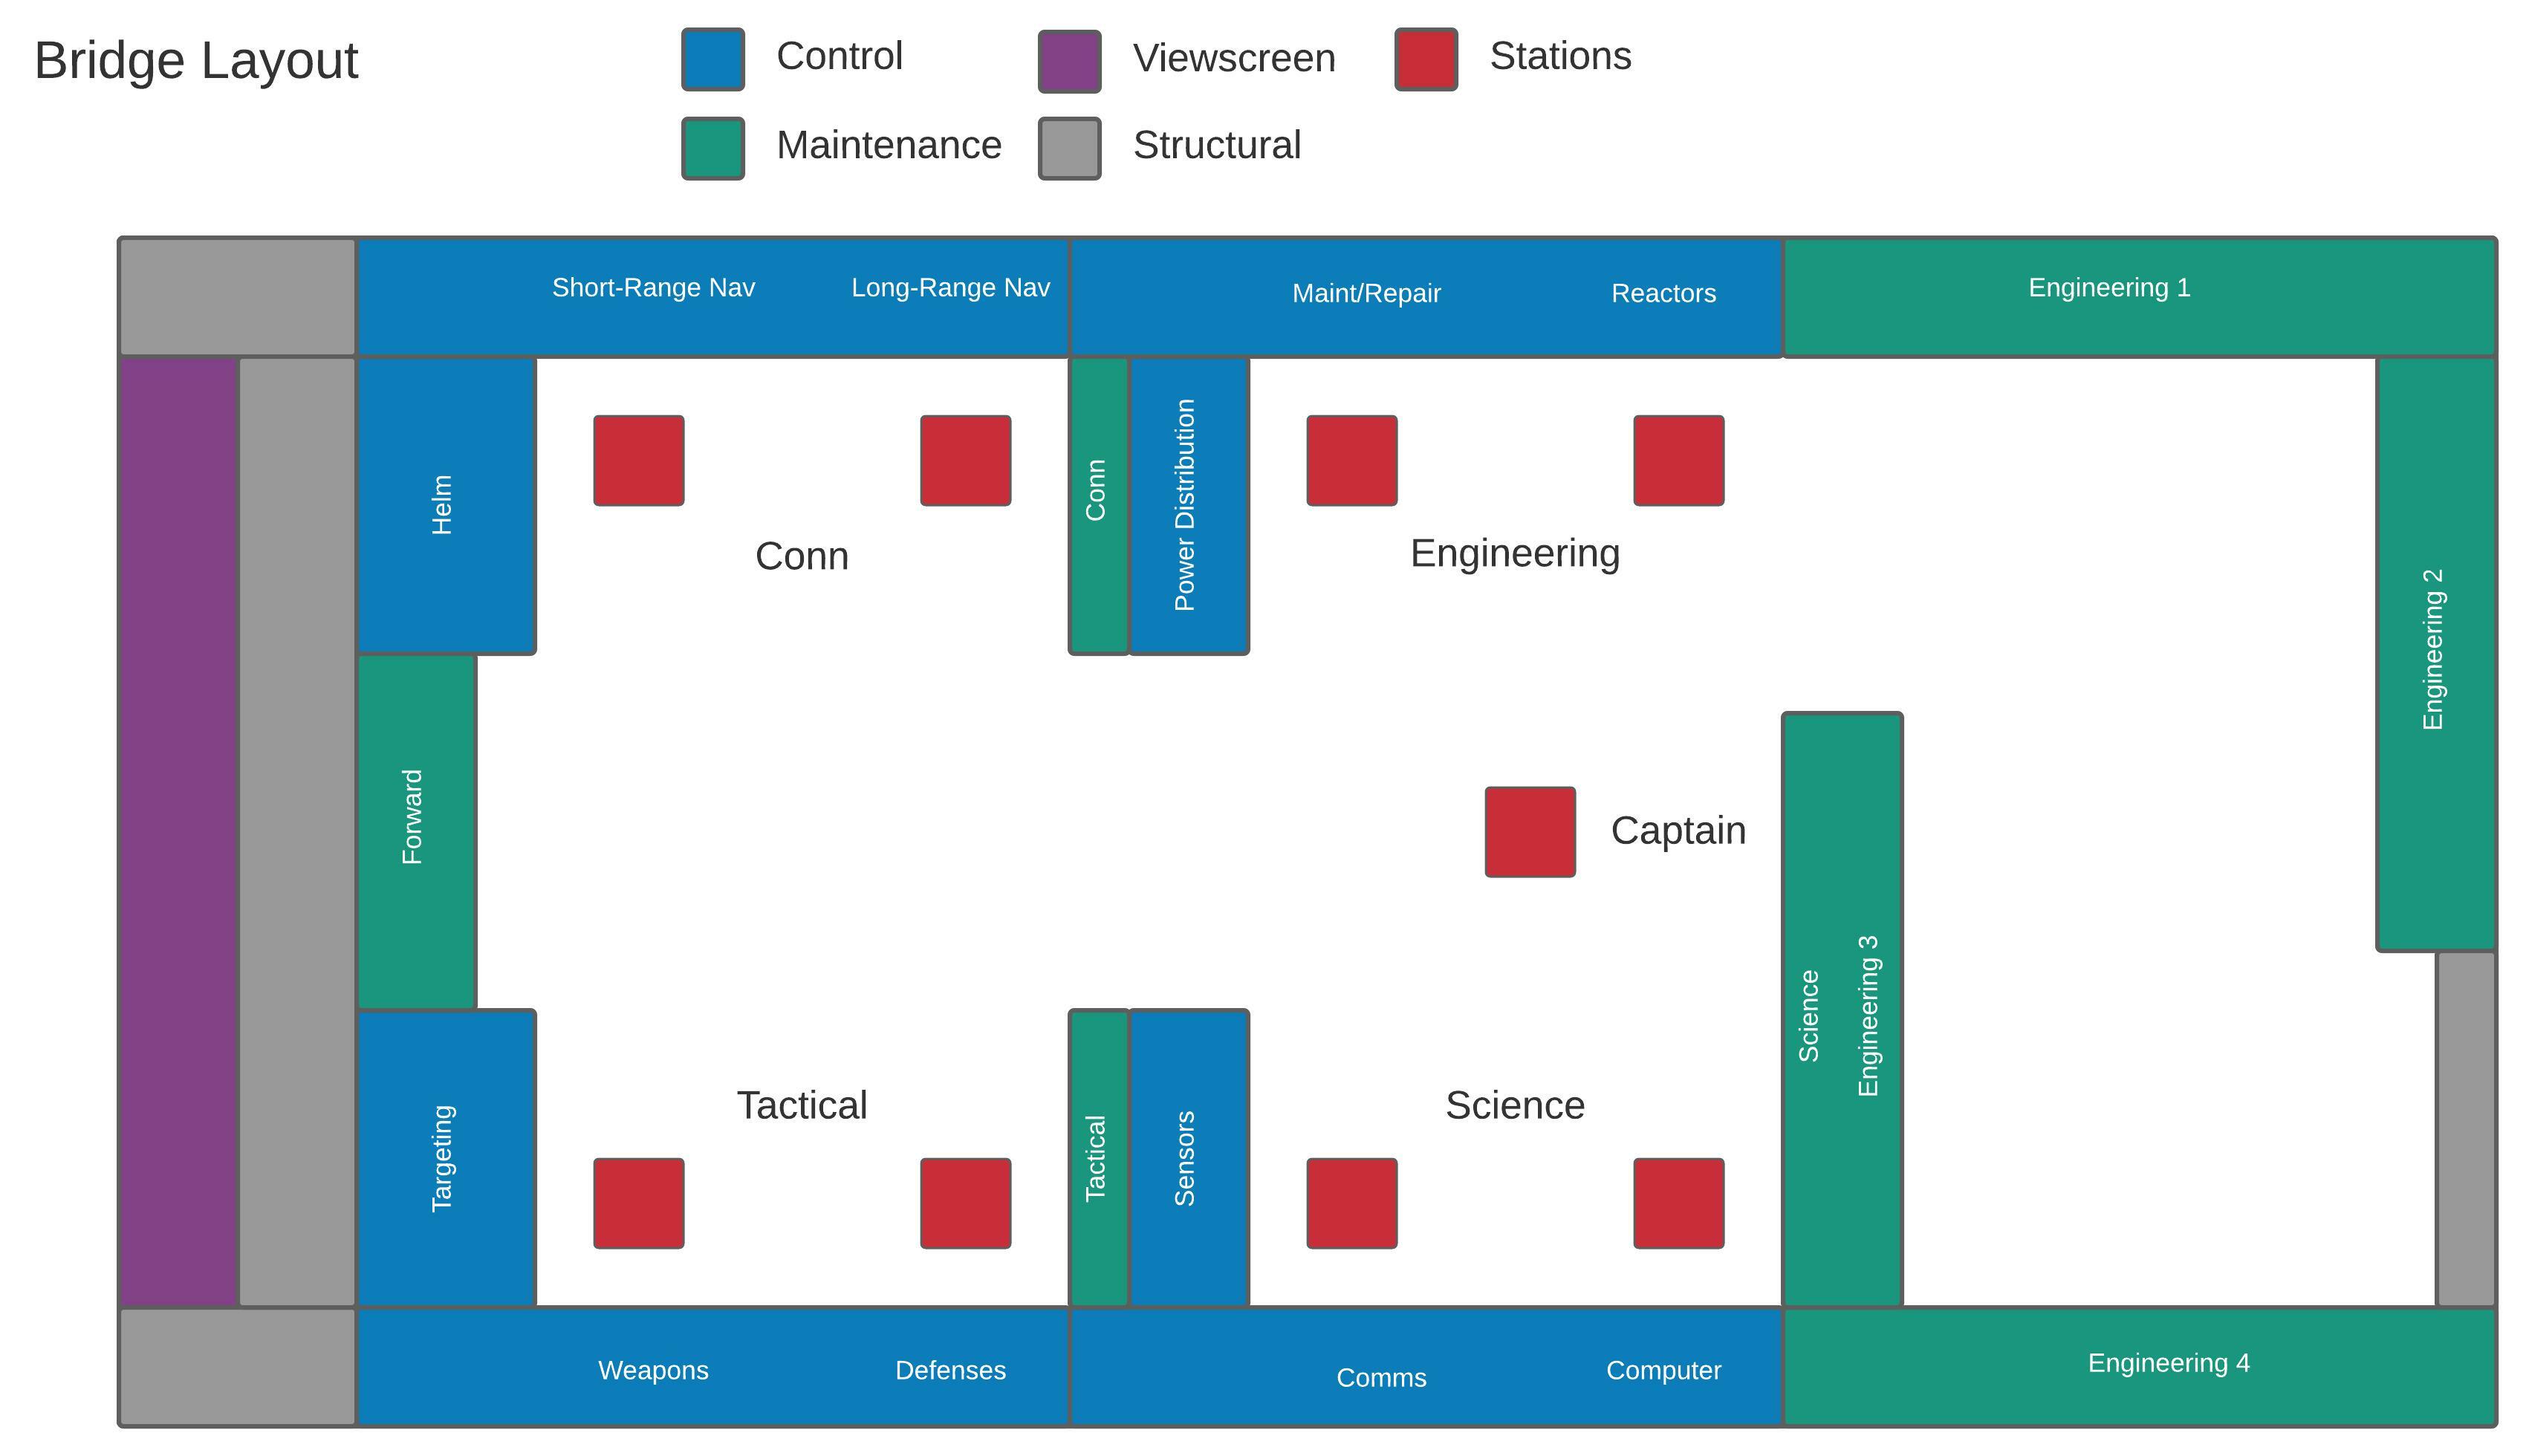 Bridge Layout
Control
Viewscreen
Stations
Maintenance
Structural
Short-Range Nav
Long-Range Nav
Maint/Repair
Reactors
Engineering 1
Helm
Conn
Conn
Power Distribution
Engineering
Engineering 2
Forward
Captain
Science
Engineering 3
Targeting
Tactical
Tactical
Sensors
Science
Weapons
Defenses
Comms
Computer
Engineering 4